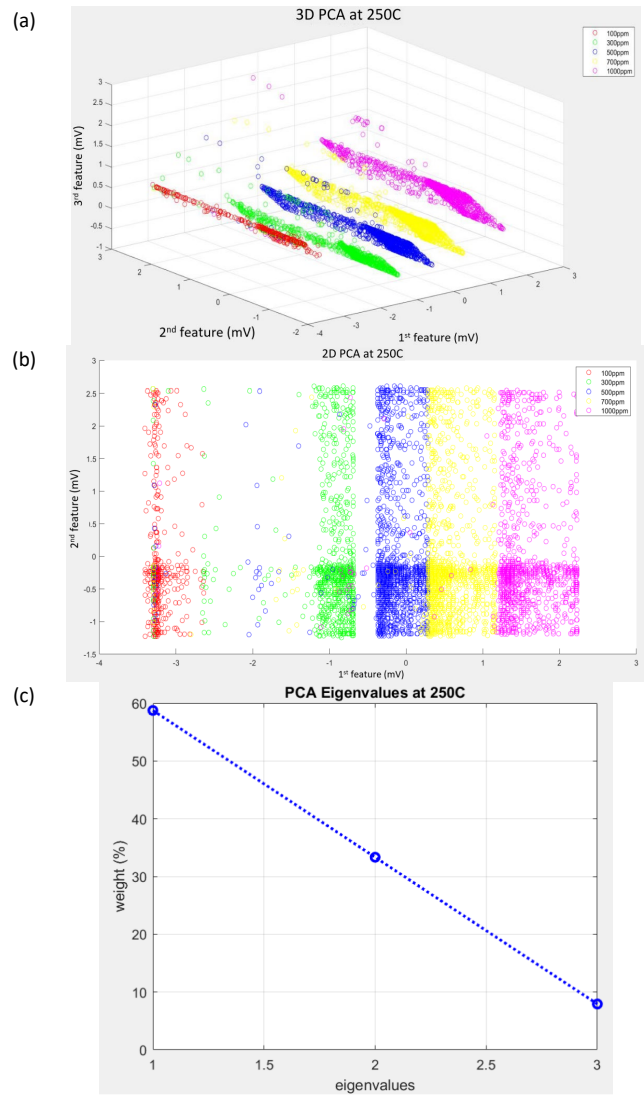 (a)
3D PCA at 250C
100ppm
300ppm
500ppm
700ppm
1000ppm
3rd feature (mV)
3
2.5
2
1.5
1
0.5
0
-0.5
-1
3
2
1
0
-1
-2
-4
-3
-2
-1
0
1
2
3
2nd feature (mV)
1st feature (mV)
(b)
2D PCA at 250C
100ppm
300ppm
500ppm
700ppm
1000ppm
2nd feature (mV)
3
2.5
2
.5
1
.5
0
-0.5
-1
-1.5
-4
-3
-2
-1
0
1
2
3
1st feature (mV)
(c)
PCA Eigenvalues at 250C
weight (%)
60
50
40
30
20
10
0
1
1.5
2
2.5
3
eigenvalues